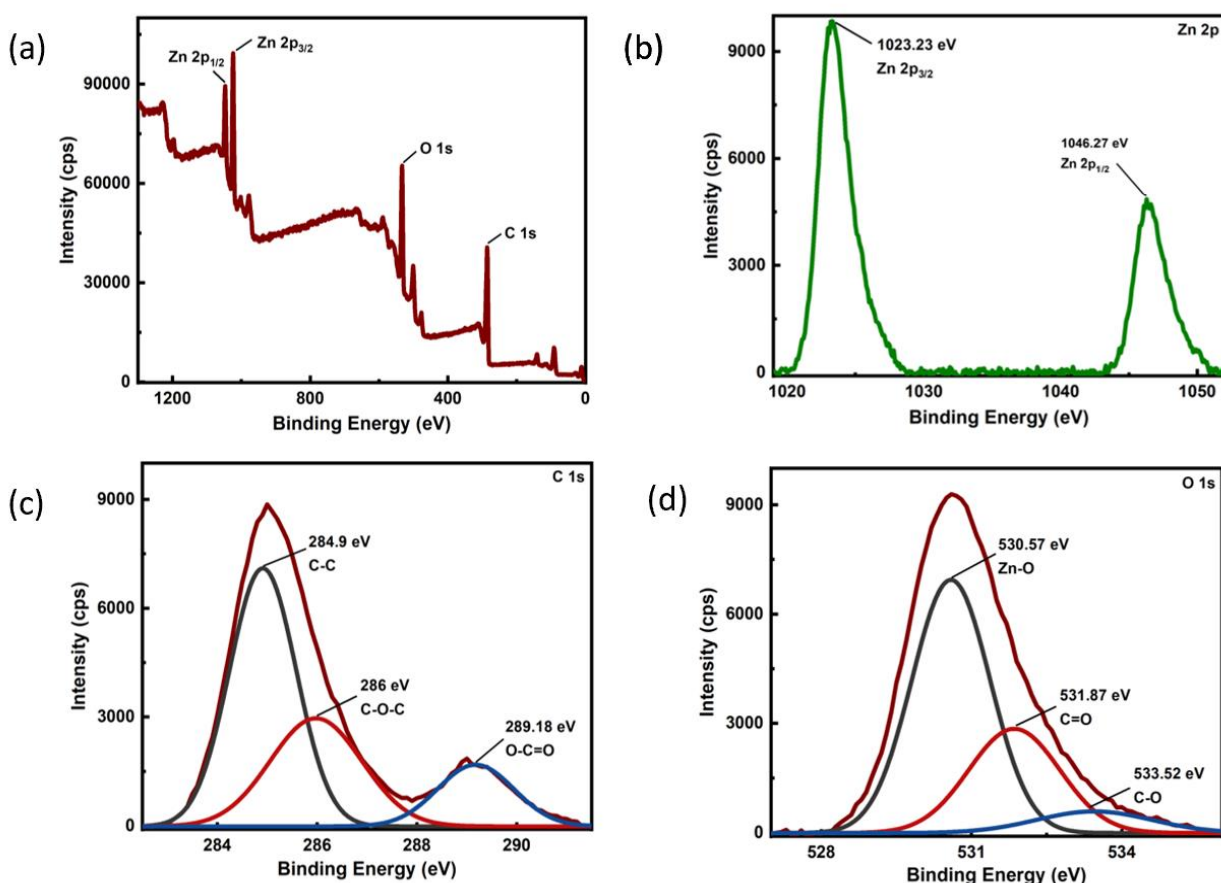 (a)
Zn 2p3/2
Zn 2p1/2
O 1s
C 1s
90000
60000
30000
0
Intensity (cps)
1200
800
400
0
Binding Energy (eV)
(b)
Zn 2p
1023.23 eV
Zn 2p3/2
1046.27 eV
Zn 2p1/2
9000
6000
3000
0
Intensity (cps)
1020
1030
1040
1050
Binding Energy (eV)
(c)
C 1s
284.9 eV
C-C
286 eV
C-O-C
289.18 eV
O-C=O
9000
6000
3000
0
Intensity (cps)
284
286
288
290
Binding Energy (eV)
(d)
O 1s
530.57 eV
Zn-O
531.87 eV
C=O
533.52 eV
C-O
9000
6000
3000
0
Intensity (cps)
528
531
534
Binding Energy (eV)